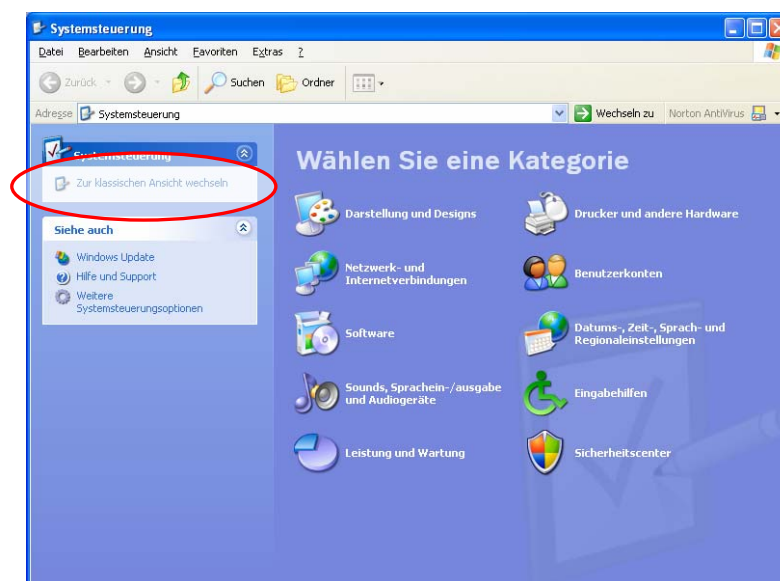 Systemsteuerung
Datei Bearbeiten Ansicht Favoriten Extras ?
Zurück Suchen Ordner
Adresse Systemsteuerung Wechseln zu Norton AntiVirus
Systemsteuerung
Zur klassischen Ansicht wechseln
Siehe auch
Windows Update
Hilfe und Support
Weitere
Systemsteuerungsoptionen
Wählen Sie eine Kategorie
Darstellung und Designs
Drucker und andere Hardware
Netzwerk- und
Internetverbindungen
Benutzerkonten
Software
Datums-, Zeit-, Sprach- und
Regionaleinstellungen
Sounds, Sprachein-/ausgabe
und Audiogeräte
Eingabehilfen
Leistung und Wartung
Sicherheitscenter